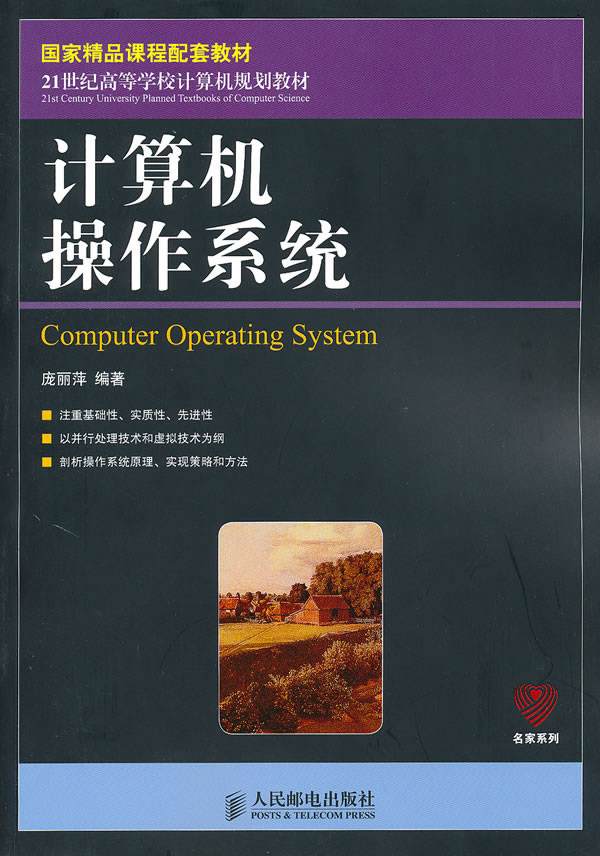 国家精品课程配套教材
21世纪高等学校计算机规划教材
21st Century University Planned Textbooks of Computer Science
计算机
操作系统
Computer Operating System
庞丽萍 编著
注重基础性、实质性、先进性
以并行处理技术和虚拟技术为纲
剖析操作系统原理、实现策略和方法
名家系列
人民邮电出版社
POSTS & TELECOM PRESS